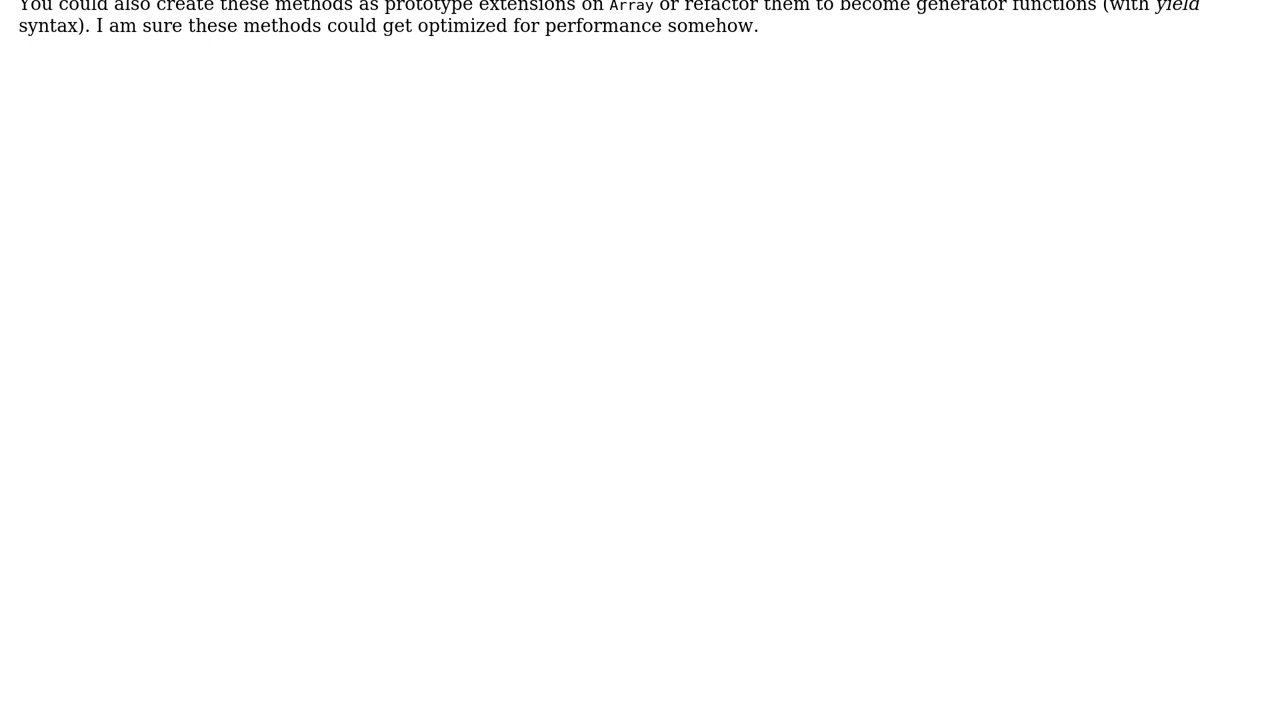 You could also create these methods as prototype extensions on Array or refactor them to become generator functions (with yield
syntax). I am sure these methods could get optimized for performance somehow.